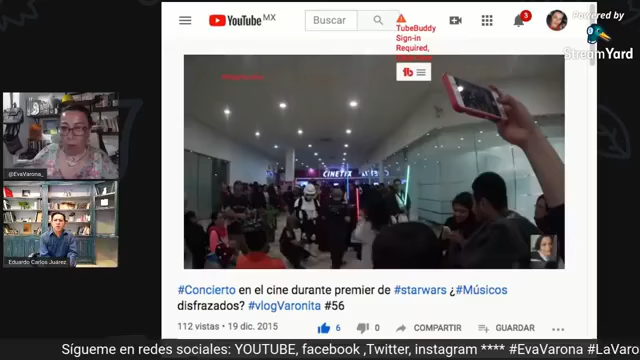 YouTube MX
Buscar
TubeBuddy
Sign-in
Required,
3
Powered by
StreamYard
tb
CINETIX
@EvaVarona_
Eduardo Carlos Juárez
#Concierto en el cine durante premier de #starwars ¿#Músicos
disfrazados? #vlogVaronita #56
112 vistas • 19 dic. 2015
6
0
COMPARTIR
GUARDAR
Sígueme en redes sociales: YOUTUBE, facebook ,Twitter, instagram **** #EvaVarona #LaVaro